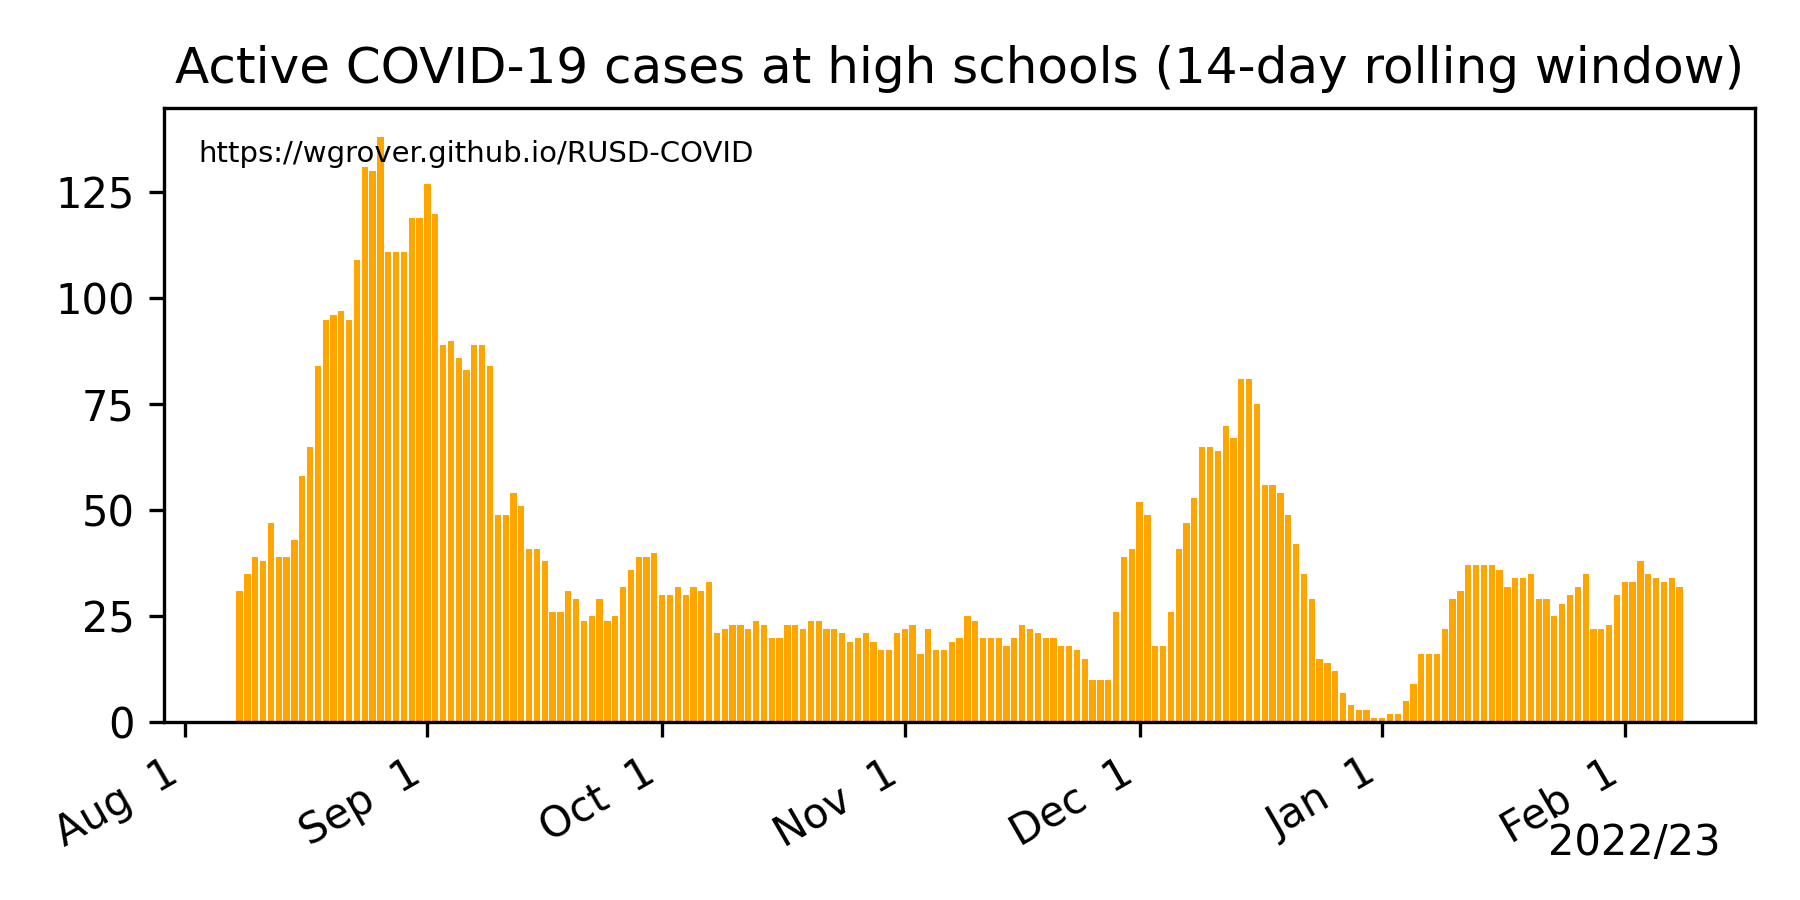 Active COVID-19 cases at high schools (14-day rolling window)
https://wgrover.github.io/RUSD-COVID
125
100
75
50
25
0
Aug 1
Sep 1
Oct 1
Nov 1
Dec 1
Jan 1
Feb 1
2022/23